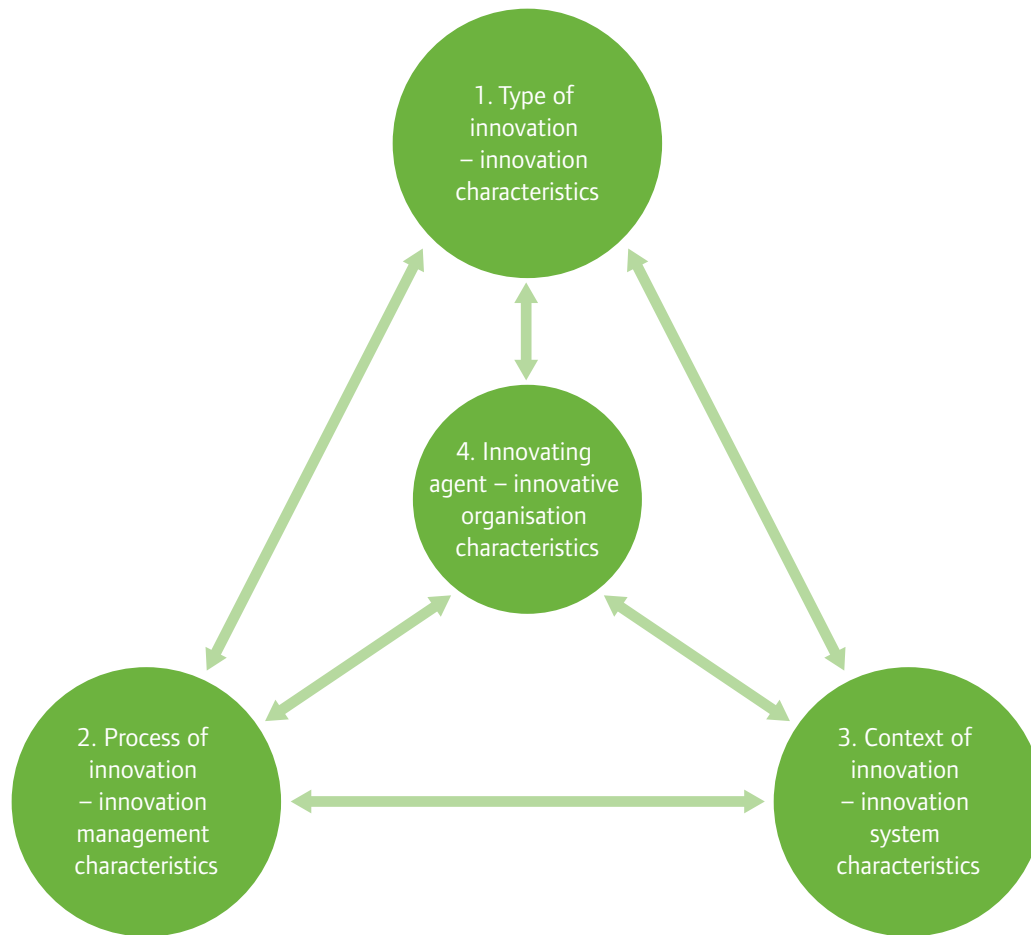 1. Type of
innovation
– innovation
characteristics
4. Innovating
agent – innovative
organisation
characteristics
2. Process of
innovation
– innovation
management
characteristics
3. Context of
innovation
– innovation
system
characteristics